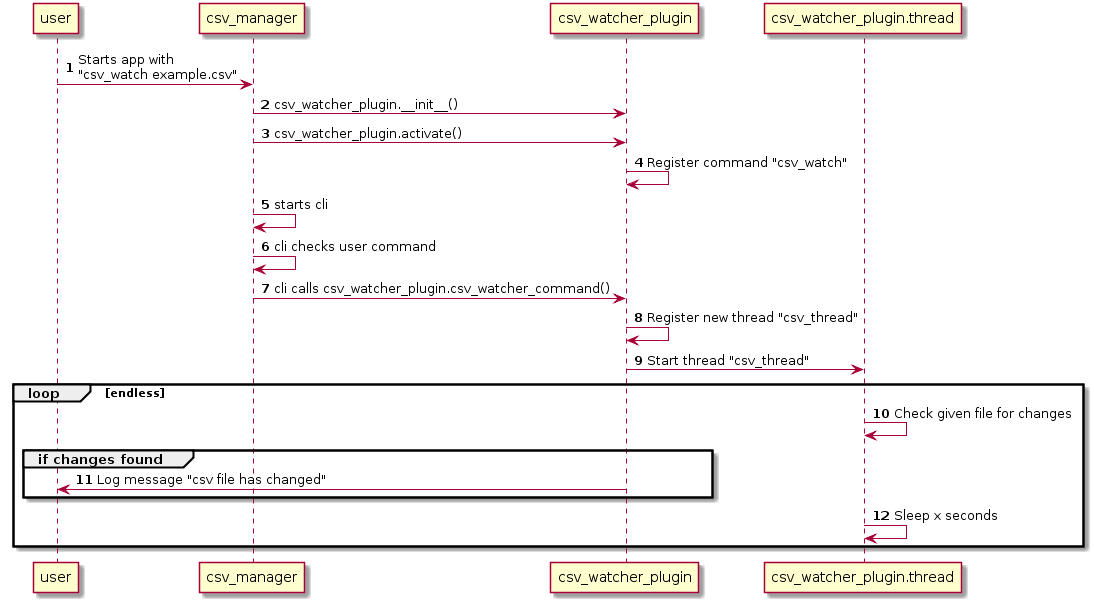 user
csv_manager
csv_watcher_plugin
csv_watcher_plugin.thread
1 Starts app with
"csv_watch example.csv"
2 csv_watcher_plugin.__init__()
3 csv_watcher_plugin.activate()
4 Register command "csv_watch"
5 starts cli
6 cli checks user command
7 cli calls csv_watcher_plugin.csv_watcher_command()
8 Register new thread "csv_thread"
9 Start thread "csv_thread"
loop [endless]
10 Check given file for changes
if changes found
11 Log message "csv file has changed"
12 Sleep x seconds
user
csv_manager
csv_watcher_plugin
csv_watcher_plugin.thread